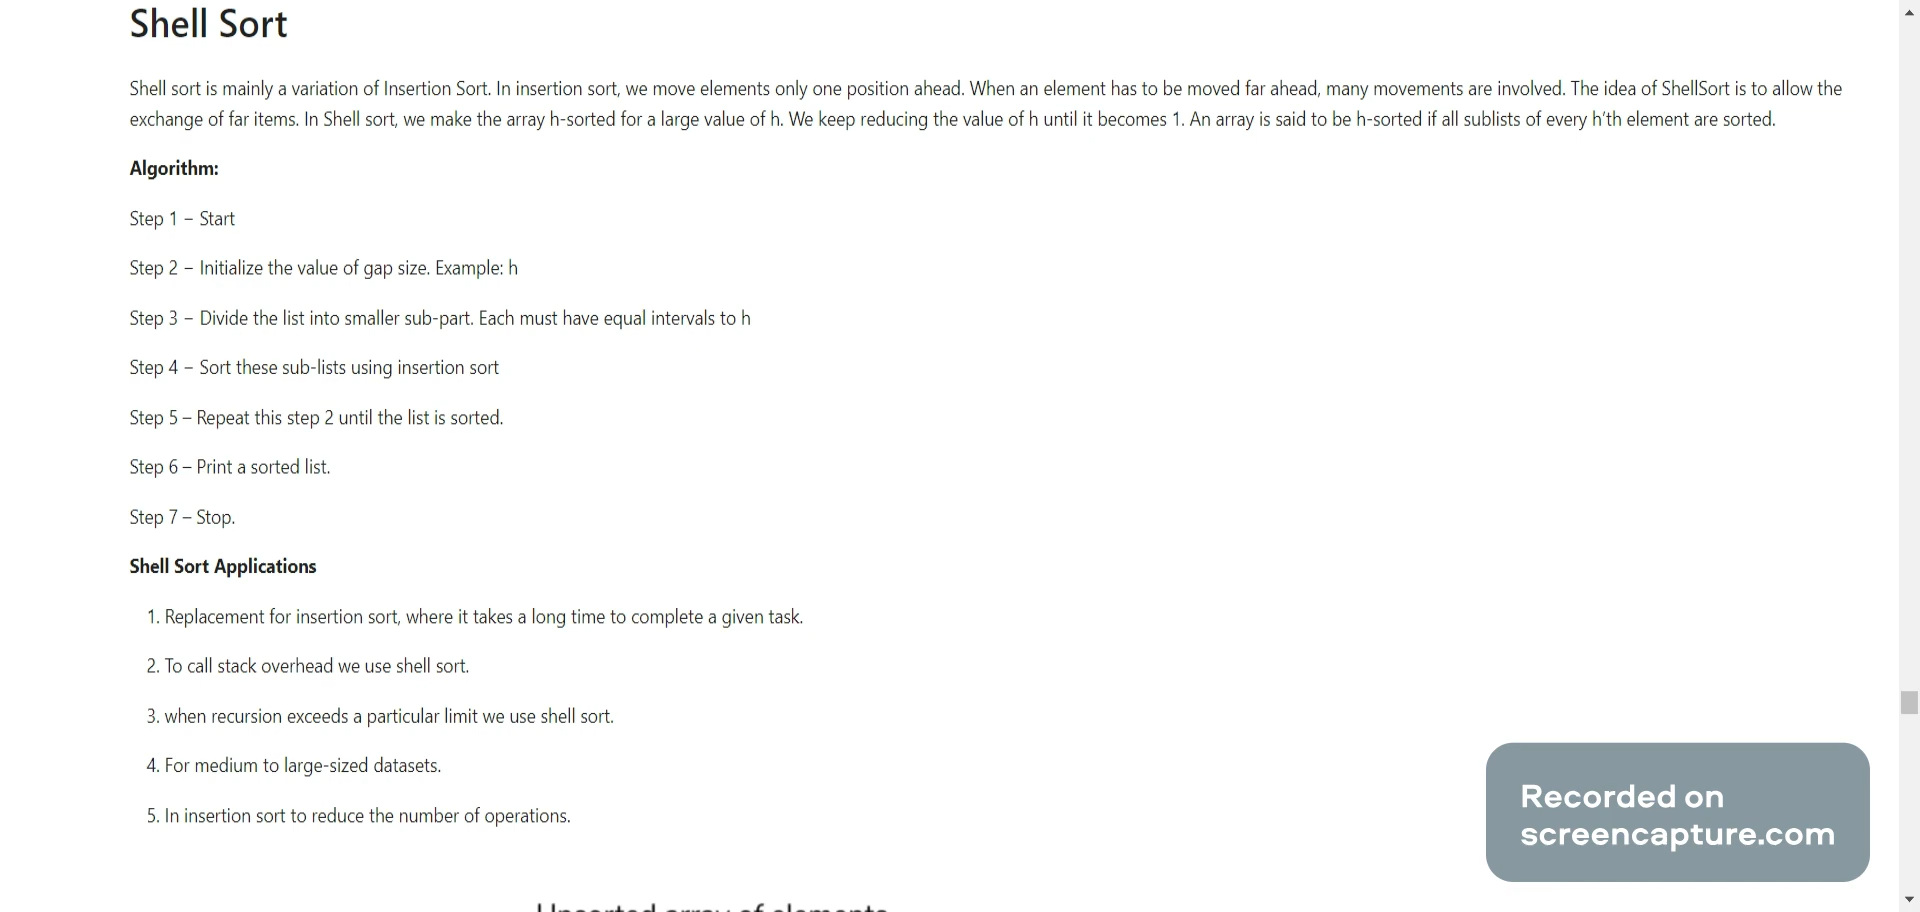 Shell Sort
Shell sort is mainly a variation of Insertion Sort. In insertion sort, we move elements only one position ahead. When an element has to be moved far ahead, many movements are involved. The idea of ShellSort is to allow the
exchange of far items. In Shell sort, we make the array h-sorted for a large value of h. We keep reducing the value of h until it becomes 1. An array is said to be h-sorted if all sublists of every h’th element are sorted.
Algorithm:
Step 1 – Start
Step 2 – Initialize the value of gap size. Example: h
Step 3 – Divide the list into smaller sub-part. Each must have equal intervals to h
Step 4 – Sort these sub-lists using insertion sort
Step 5 – Repeat this step 2 until the list is sorted.
Step 6 – Print a sorted list.
Step 7 – Stop.
Shell Sort Applications
1. Replacement for insertion sort, where it takes a long time to complete a given task.
2. To call stack overhead we use shell sort.
3. when recursion exceeds a particular limit we use shell sort.
4. For medium to large-sized datasets.
5. In insertion sort to reduce the number of operations.
Recorded on
screencapture.com
Unsorted array of elements